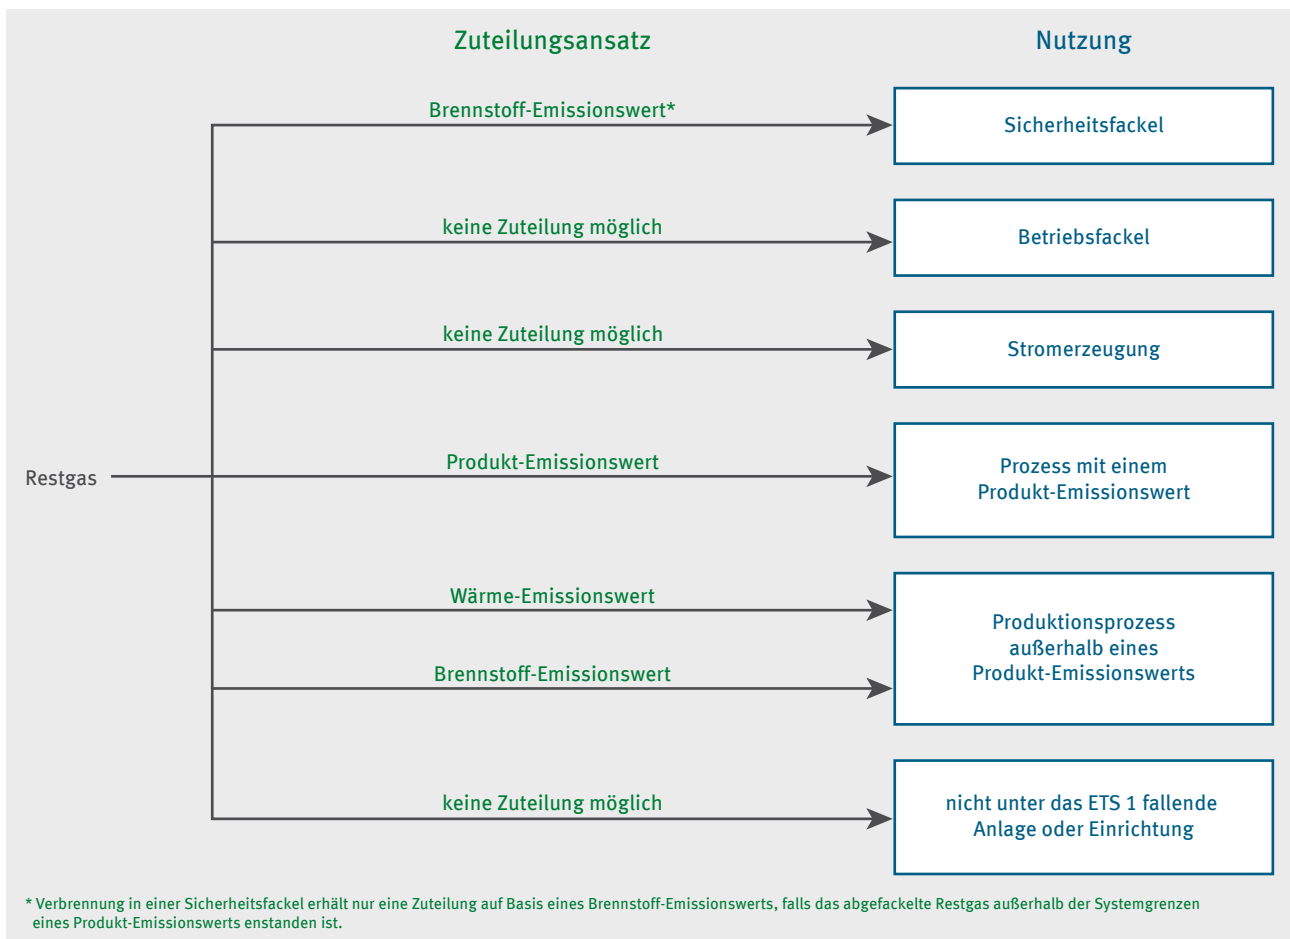 Zuteilungsansatz
Nutzung
Brennstoff-Emissionswert*
Sicherheitsfackel
keine Zuteilung möglich
Betriebsfackel
keine Zuteilung möglich
Stromerzeugung
Restgas
Produkt-Emissionswert
Prozess mit einem
Produkt-Emissionswert
Wärme-Emissionswert
Brennstoff-Emissionswert
Produktionsprozess
außerhalb eines
Produkt-Emissionswerts
keine Zuteilung möglich
nicht unter das ETS 1 fallende
Anlage oder Einrichtung
* Verbrennung in einer Sicherheitsfackel erhält nur eine Zuteilung auf Basis eines Brennstoff-Emissionswerts, falls das abgefackelte Restgas außerhalb der Systemgrenzen
eines Produkt-Emissionswerts enstanden ist.